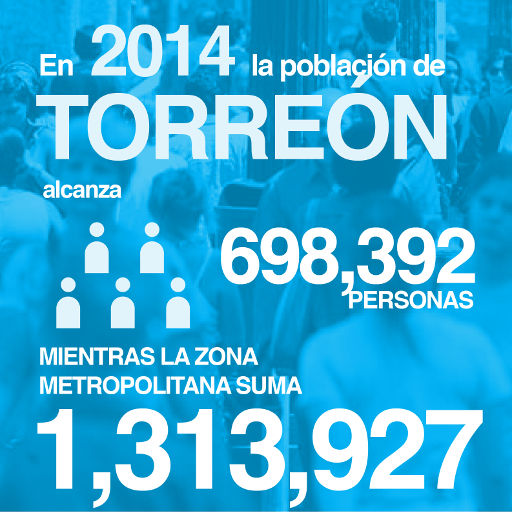 En 2014 la población de
TORREÓN
alcanza
698,392
PERSONAS
MIENTRAS LA ZONA
METROPOLITANA SUMA
1,313,927